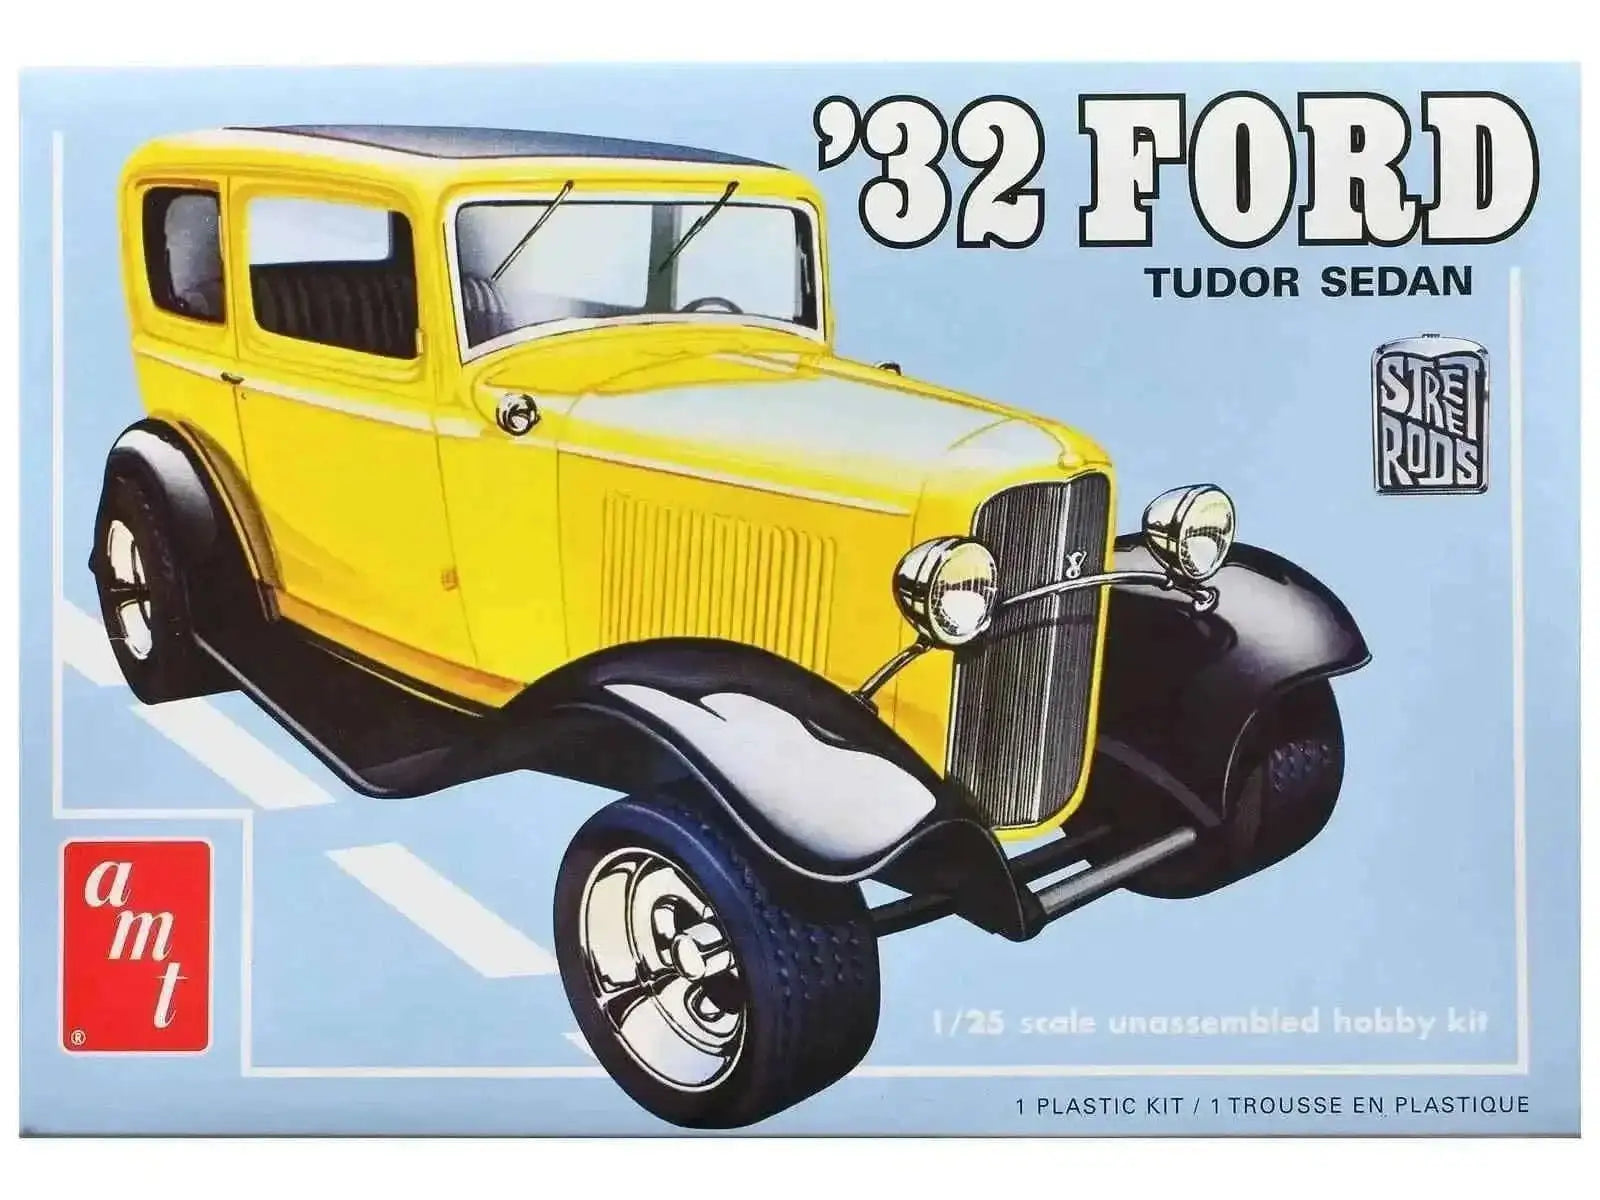 ’32 FORD
TUDOR SEDAN
STREET
RODS
8
a
m
t
®
1/25 scale unassembled hobby kit
1 PLASTIC KIT / 1 TROUSSE EN PLASTIQUE